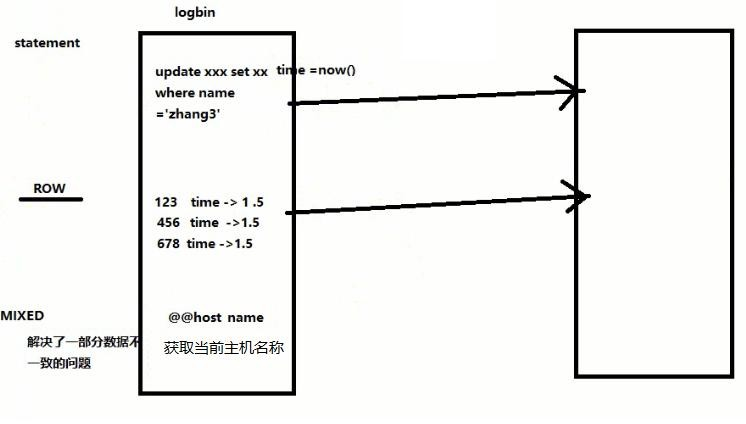 logbin
statement
update xxx set xx time =now()
where name
='zhang3'
ROW
123 time -> 1 .5
456 time ->1.5
678 time ->1.5
MIXED
@@host name
解决了一部分数据不
一致的问题
获取当前主机名称